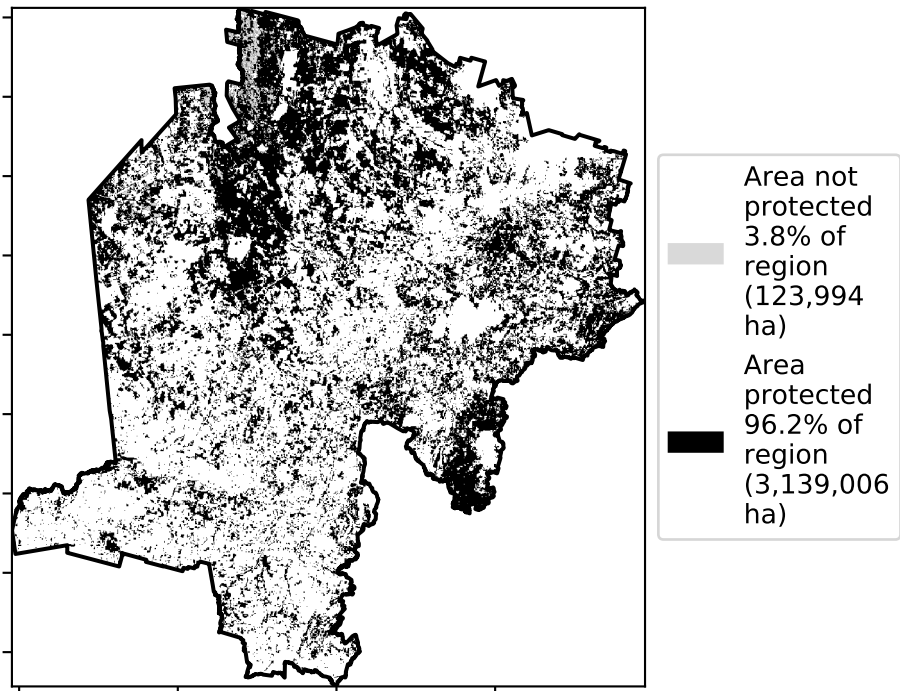 Area not
protected
3.8% of
region
(123,994
ha)
Area
protected
96.2% of
region
(3,139,006
ha)